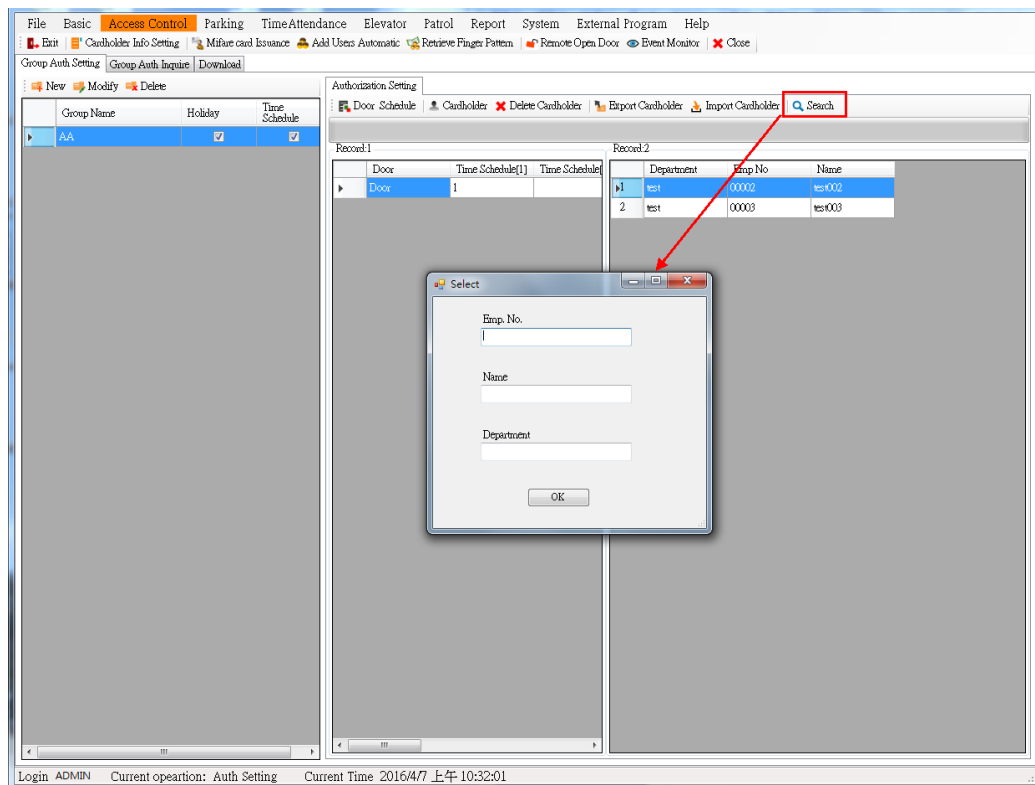 File Basic Access Control Parking TimeAttendance Elevator Patrol Report System External Program Help
Exit Cardholder Info Setting Mifare card Issuance Add Users Automatic Retrieve Finger Pattern Remote Open Door Event Monitor Close
Group Auth Setting Group Auth Inquire Download
New Modify Delete
Group Name Holiday Time Schedule
AA
Authorization Setting
Door Schedule Cardholder Delete Cardholder Export Cardholder Import Cardholder Search
Record:1
Door Time Schedule[1] Time Schedule[
Door 1
Record:2
Department Emp No Name
1 test 00002 test002
2 test 00003 test003
Select
Emp. No.
Name
Department
OK
Login ADMIN Current opeartion: Auth Setting Current Time 2016/4/7 上午 10:32:01